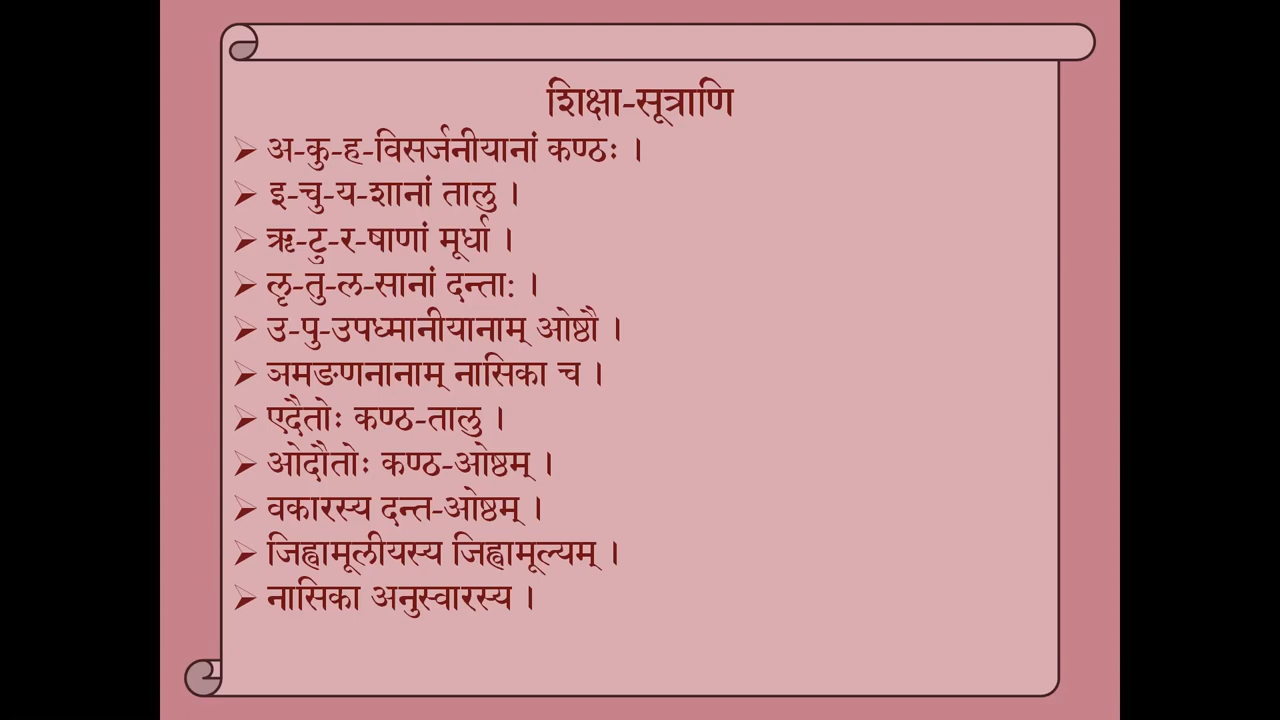 शिक्षा-सूत्राणि
अ-कु-ह-विसर्जनीयानां कण्ठः ।
इ-चु-य-शानां तालु ।
ऋ-टु-र-षाणां मूर्धा ।
लृ-तु-ल-सानां दन्ता: ।
उ-पु-उपध्मानीयानाम् ओष्ठौ ।
ञमङणनानाम् नासिका च ।
एदैतोः कण्ठ-तालु ।
ओदौतोः कण्ठ-ओष्ठम् ।
वकारस्य दन्त-ओष्ठम् ।
जिह्वामूलीयस्य जिह्वामूल्यम् ।
नासिका अनुस्वारस्य ।